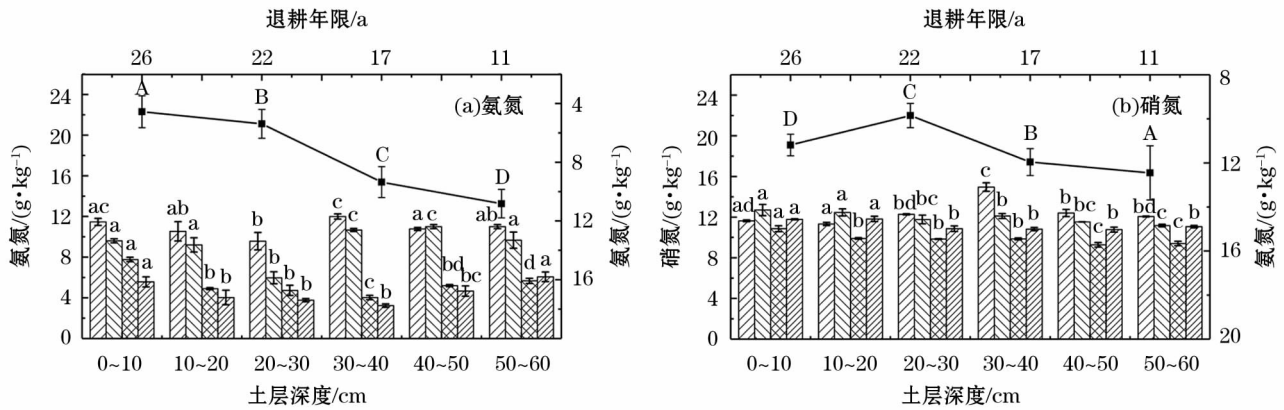 退耕年限/a
26 22 17 11
24
20
16
12
8
4
0
氨氮/(g·kg⁻¹)
A B C D
(a)氨氮
4
8
12
16
氨氮/(g·kg⁻¹)
ac a a a
ab a b b
b b b b
c c c b
a c bd bc
ab a d a
0~10 10~20 20~30 30~40 40~50 50~60
土层深度/cm
退耕年限/a
26 22 17 11
24
20
16
12
8
4
0
硝氮/(g·kg⁻¹)
D C B A
(b)硝氮
8
12
16
20
氨氮/(g·kg⁻¹)
ad a a a
a a b a
bd bc b b
c b b b
b b c b
bd c c b
0~10 10~20 20~30 30~40 40~50 50~60
土层深度/cm